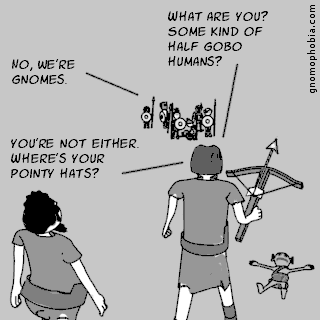 WHAT ARE YOU?
SOME KIND OF
HALF GOBO
HUMANS?
NO, WE'RE
GNOMES.
YOU'RE NOT EITHER.
WHERE'S YOUR
POINTY HATS?
gnomophobia.com